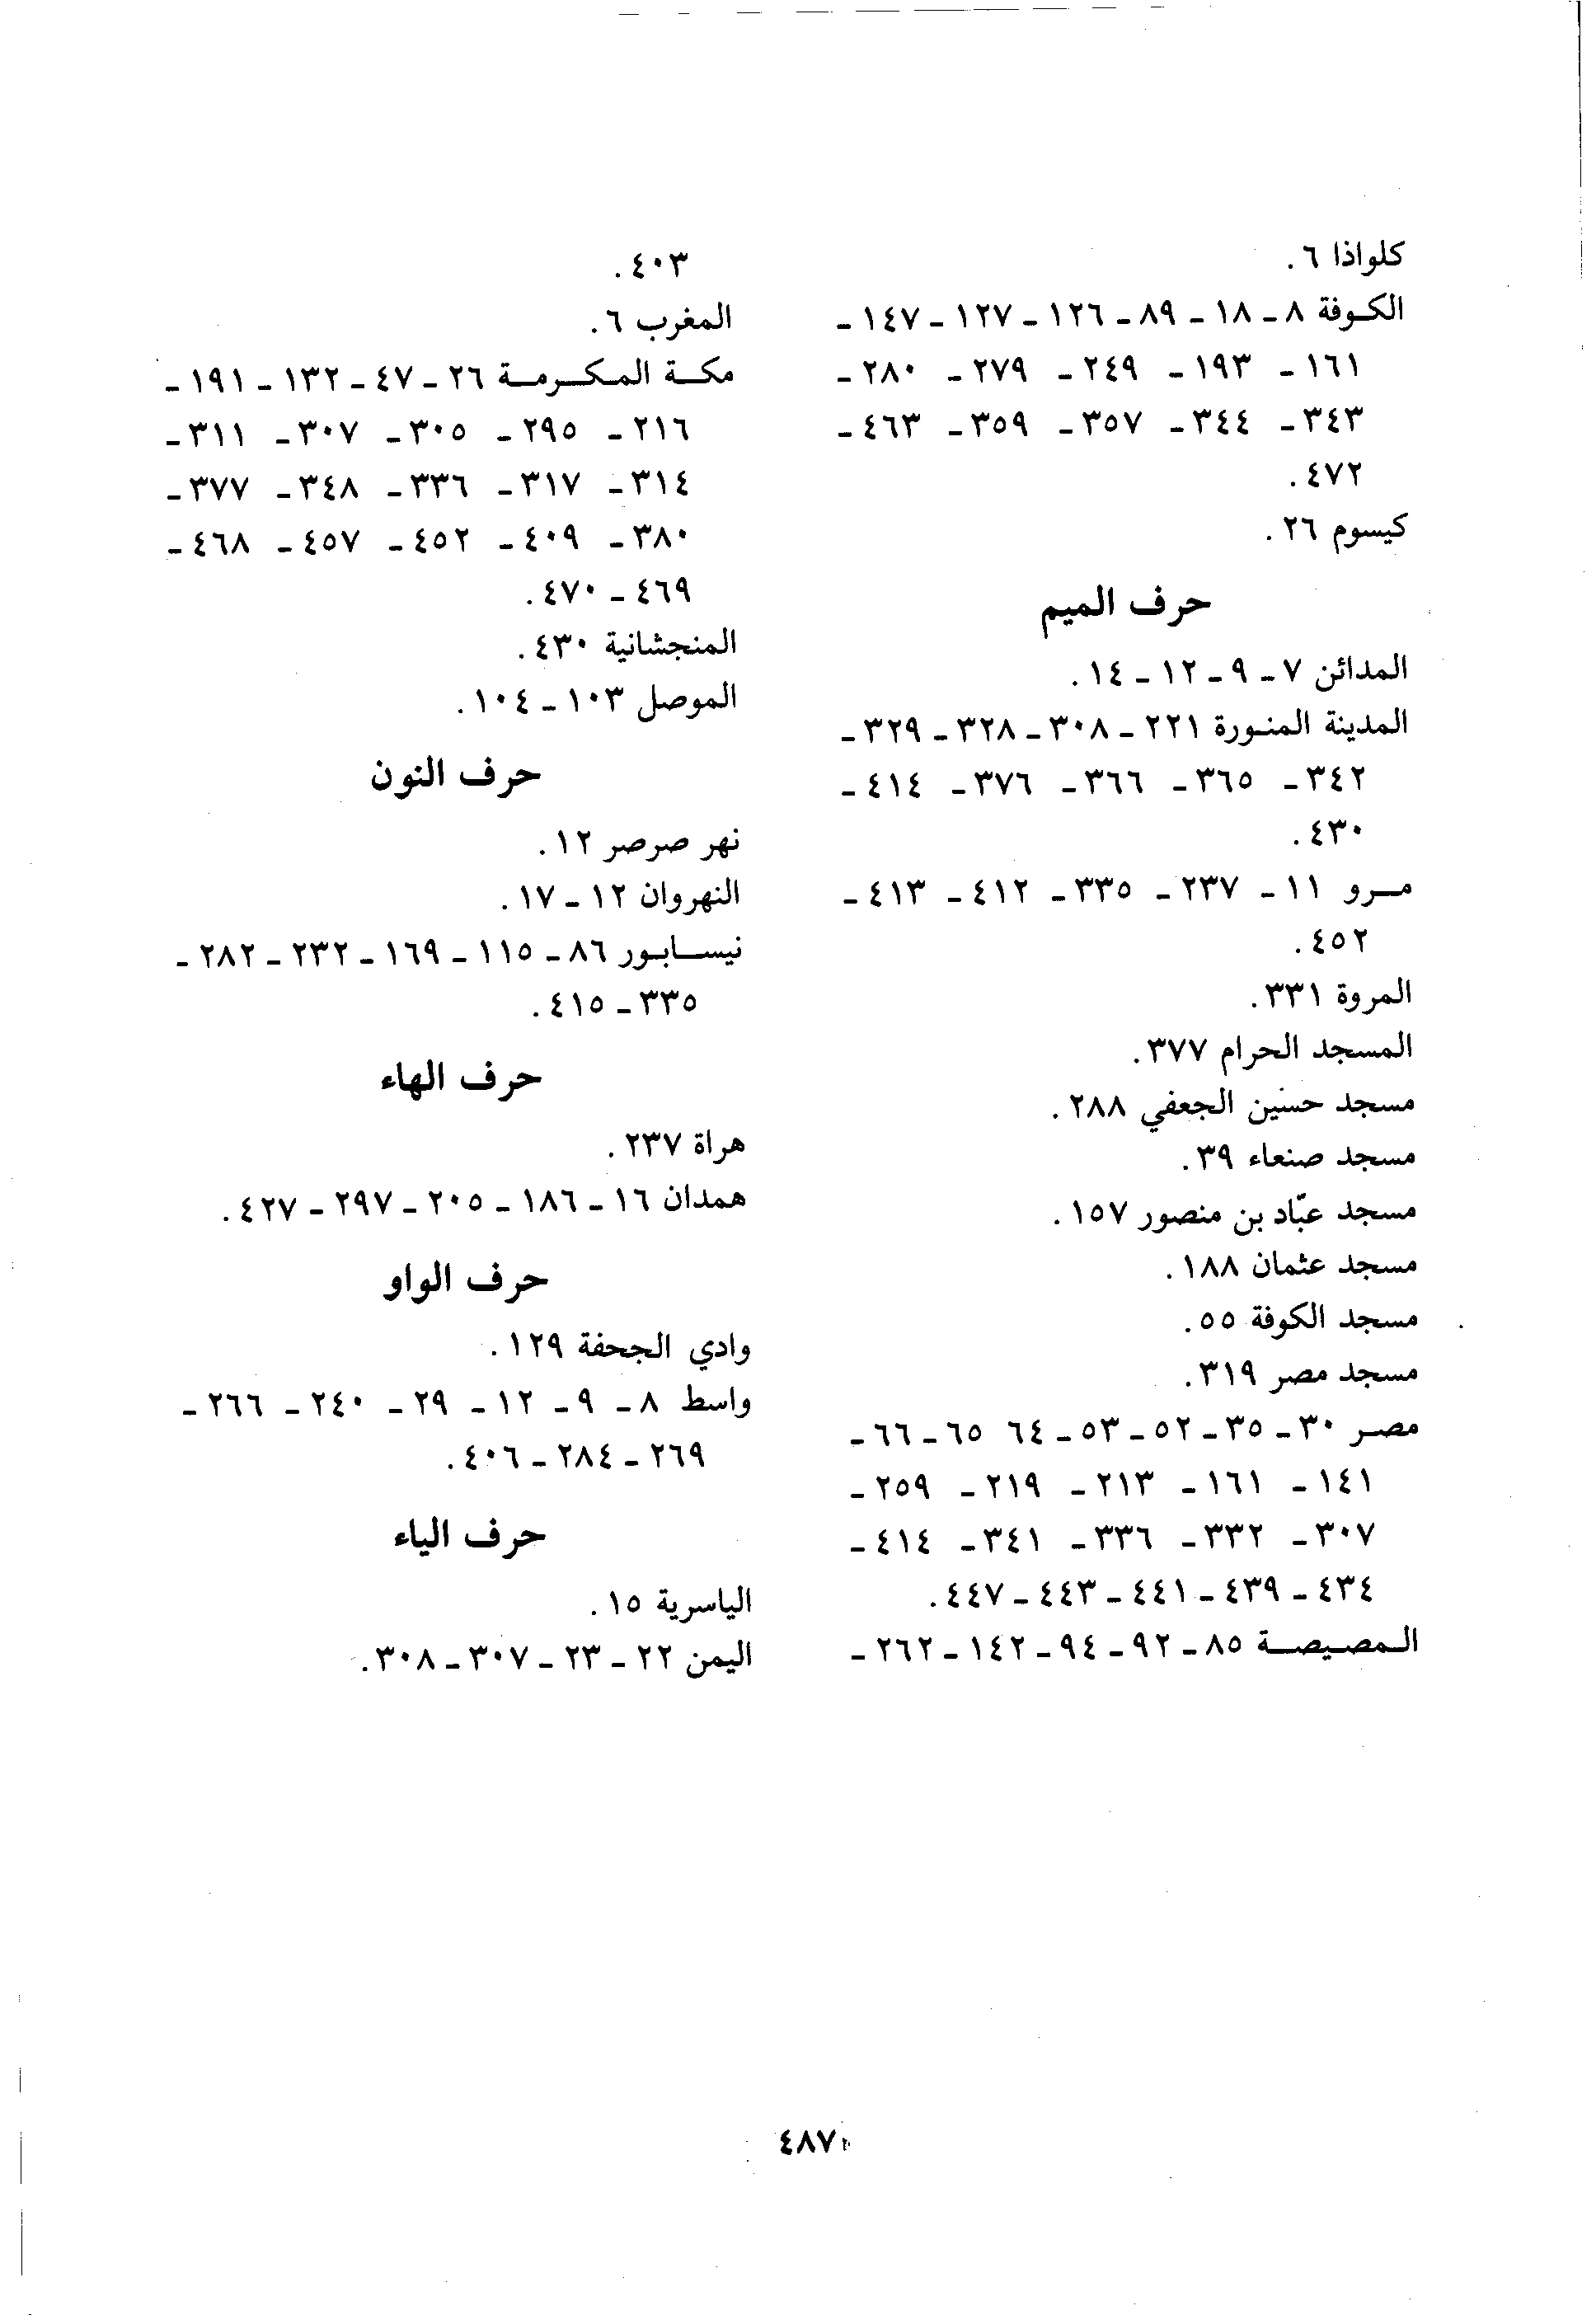 كلواذا ٦.
الكوفة ٨ - ١٨ - ٨٩ - ١٢٦ - ١٢٧ - ١٤٧ -
١٦١ - ١٩٣ - ٢٤٩ - ٢٧٩ - ٢٨٠ -
٣٤٣ - ٣٤٤ - ٣٥٧ - ٣٥٩ - ٤٦٣ -
٤٧٢.
كيسوم ٢٦.
حرف الميم
المدائن ٧ - ٩ - ١٢ - ١٤.
المدينة المنورة ٢٢١ - ٣٠٨ - ٣٢٨ - ٣٢٩ -
٣٤٢ - ٣٦٥ - ٣٦٦ - ٣٧٦ - ٤١٤ -
٤٣٠.
مرو ١١ - ٢٣٧ - ٣٣٥ - ٤١٢ - ٤١٣ -
٤٥٢.
المروة ٣٣١.
المسجد الحرام ٣٧٧.
مسجد حسنين الجعفي ٢٨٨.
مسجد صنعاء ٣٩.
مسجد عبّاد بن منصور ١٥٧.
مسجد عثمان ١٨٨.
مسجد الكوفة ٥٥.
مسجد مصر ٣١٩.
مصر ٣٠ - ٣٥ - ٥٢ - ٥٣ - ٦٤ ٦٥ - ٦٦ -
١٤١ - ١٦١ - ٢١٣ - ٢١٩ - ٢٥٩ -
٣٠٧ - ٣٣٢ - ٣٣٦ - ٣٤١ - ٤١٤ -
٤٣٤ - ٤٣٩ - ٤٤١ - ٤٤٣ - ٤٤٧.
المصيصة ٨٥ - ٩٢ - ٩٤ - ١٤٢ - ٢٦٢ -
٤٠٣.
المغرب ٦.
مكة المكرمة ٢٦ - ٤٧ - ١٣٢ - ١٩١ -
٢١٦ - ٢٩٥ - ٣٠٥ - ٣٠٧ - ٣١١ -
٣١٤ - ٣١٧ - ٣٣٦ - ٣٤٨ - ٣٧٧ -
٣٨٠ - ٤٠٩ - ٤٥٢ - ٤٥٧ - ٤٦٨ -
٤٦٩ - ٤٧٠.
المنجشانية ٤٣٠.
الموصل ١٠٣ - ١٠٤.
حرف النون
نهر صرصر ١٢.
النهروان ١٢ - ١٧.
نيسابور ٨٦ - ١١٥ - ١٦٩ - ٢٣٢ - ٢٨٢ -
٣٣٥ - ٤١٥.
حرف الهاء
هراة ٢٣٧.
همدان ١٦ - ١٨٦ - ٢٠٥ - ٢٩٧ - ٤٢٧.
حرف الواو
وادي الجحفة ١٢٩.
واسط ٨ - ٩ - ١٢ - ٢٩ - ٢٤٠ - ٢٦٦ -
٢٦٩ - ٢٨٤ - ٤٠٦.
حرف الياء
الياسرية ١٥.
اليمن ٢٢ - ٢٣ - ٣٠٧ - ٣٠٨.
٤٨٧